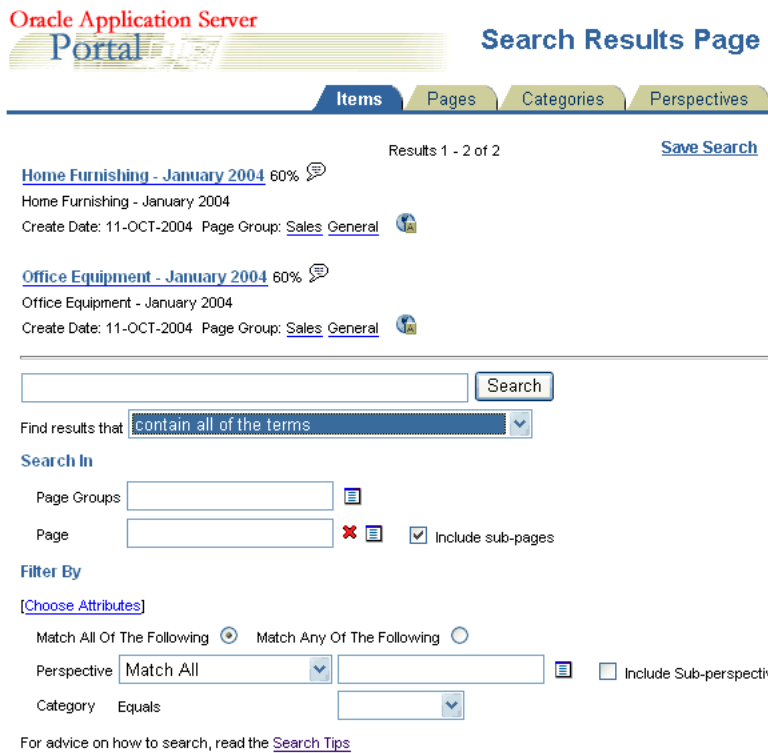 Oracle Application Server
Portal
Search Results Page
Items Pages Categories Perspectives
Results 1 - 2 of 2 Save Search
Home Furnishing - January 2004 60%
Home Furnishing - January 2004
Create Date: 11-OCT-2004 Page Group: Sales General
Office Equipment - January 2004 60%
Office Equipment - January 2004
Create Date: 11-OCT-2004 Page Group: Sales General
Search
Find results that contain all of the terms
Search In
Page Groups
Page Include sub-pages
Filter By
[Choose Attributes]
Match All Of The Following Match Any Of The Following
Perspective Match All Include Sub-perspectiv
Category Equals
For advice on how to search, read the Search Tips